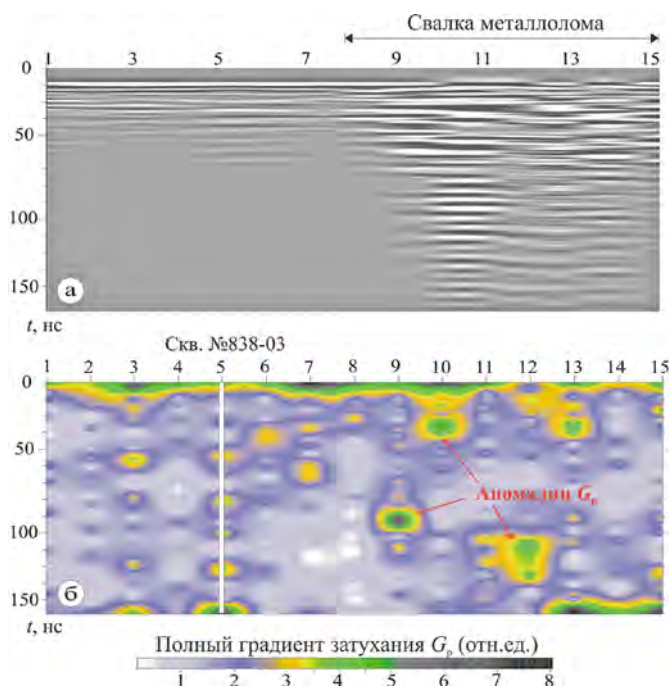 Свалка металлолома
1 3 5 7 9 11 13 15
0
50
100
150
а
t, нс
Скв. №838-03
1 2 3 4 5 6 7 8 9 10 11 12 13 14 15
0
50
Аномалии Gp
100
150
б
t, нс
Полный градиент затухания Gp (отн.ед.)
1 2 3 4 5 6 7 8